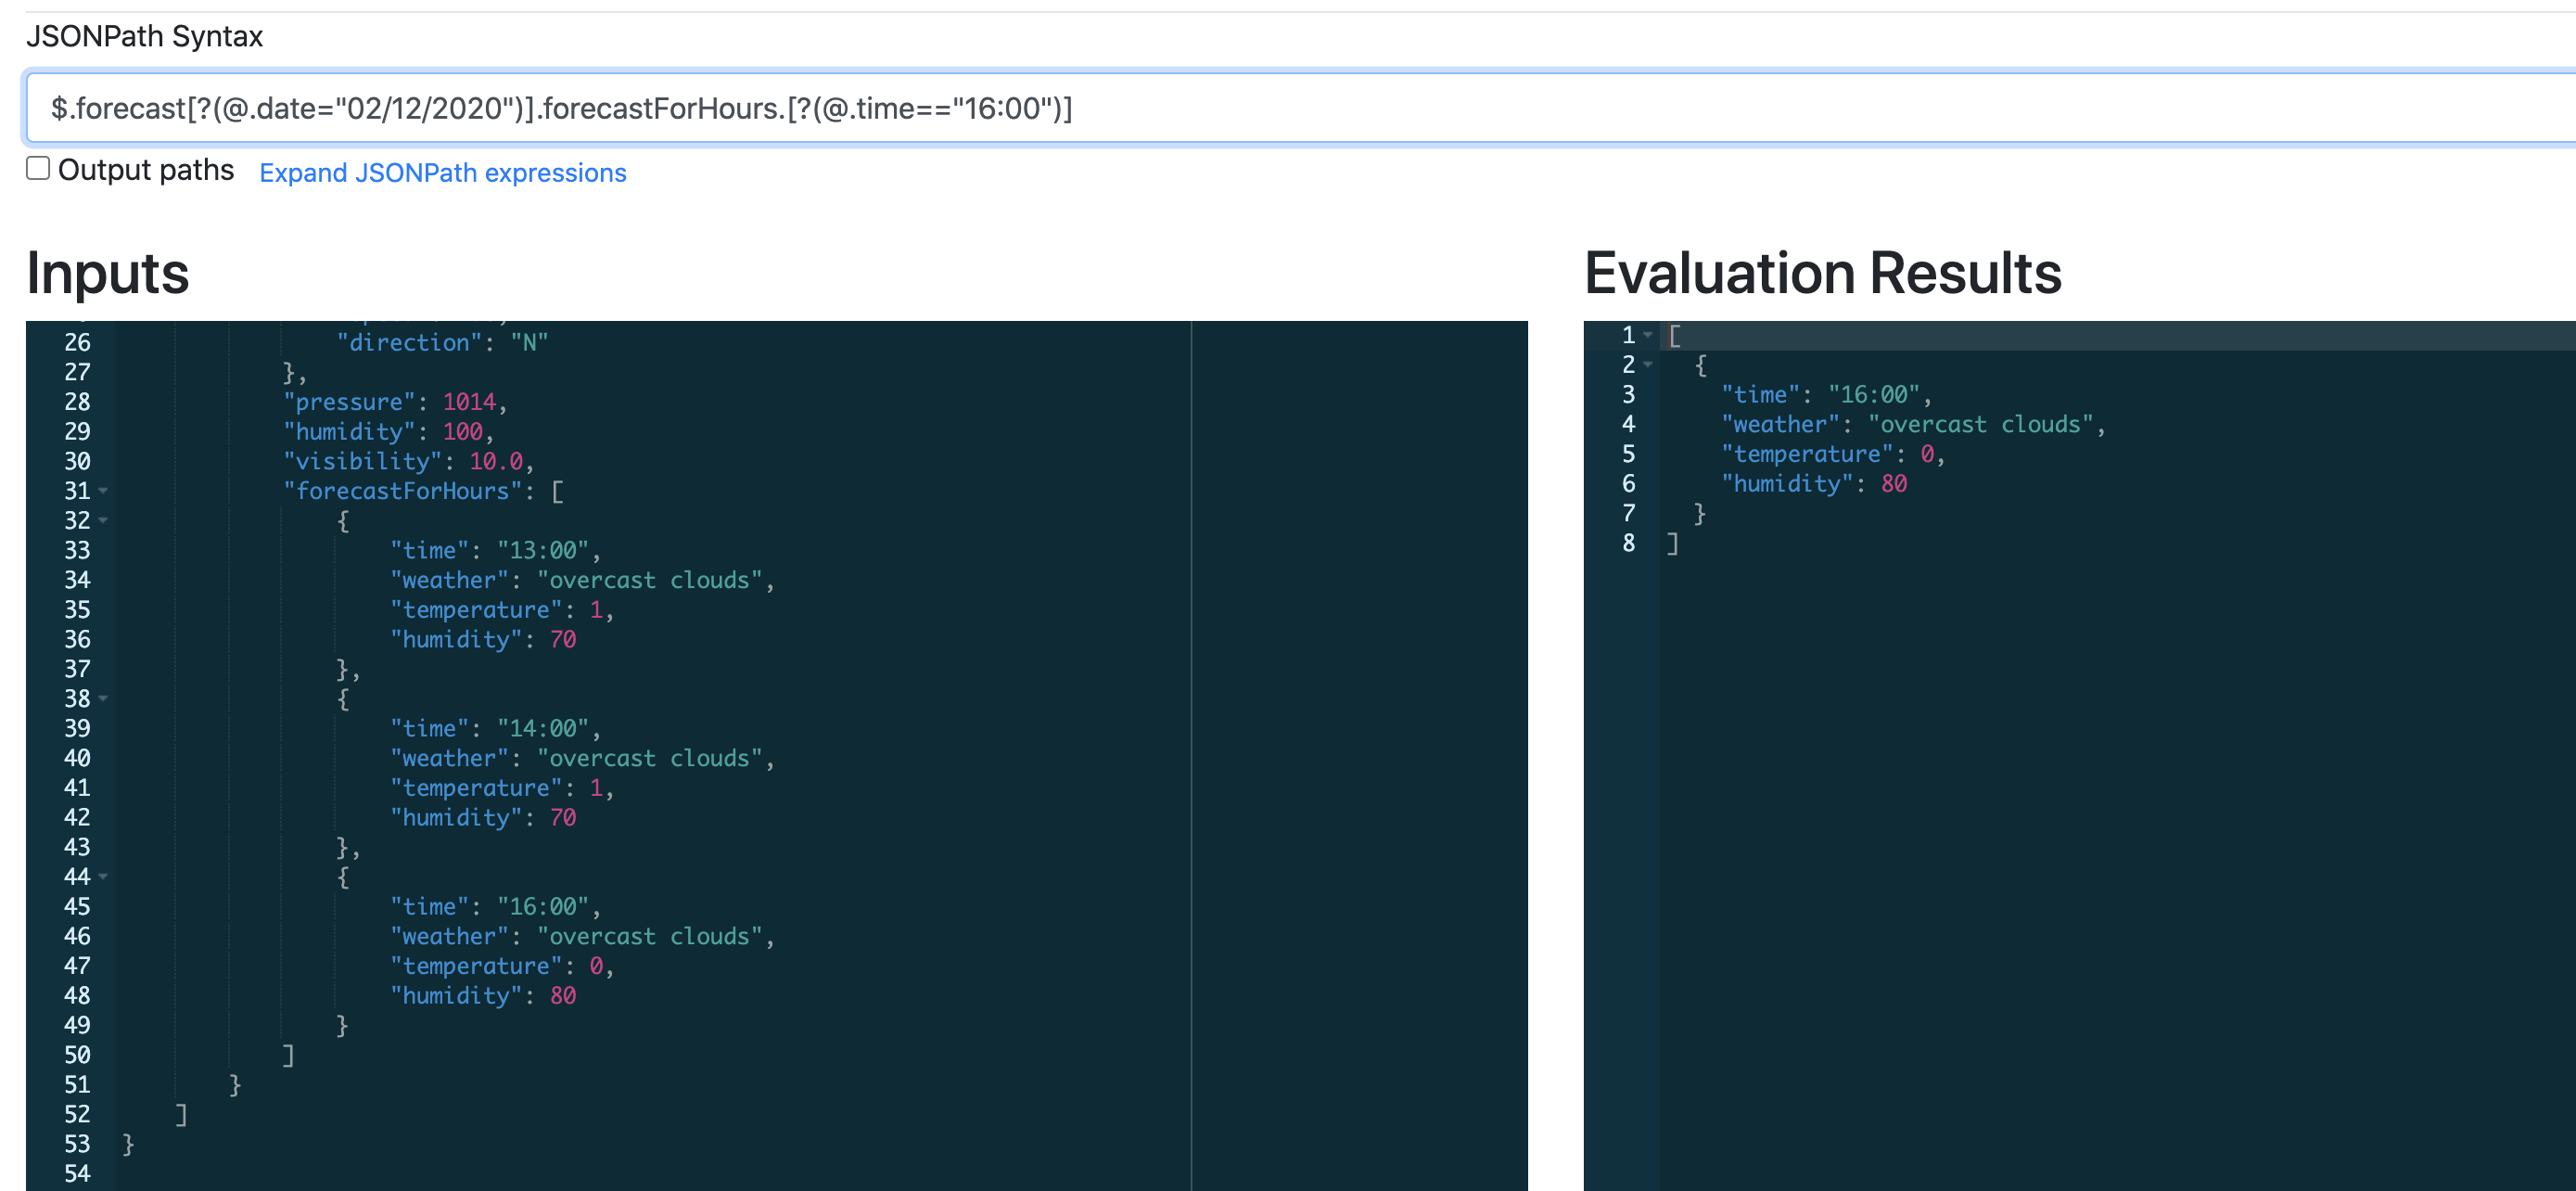 JSONPath Syntax
$.forecast[?(@.date="02/12/2020")].forecastForHours.[?(@.time=="16:00")]
Output paths Expand JSONPath expressions
Inputs
26 "direction": "N"
27 },
28 "pressure": 1014,
29 "humidity": 100,
30 "visibility": 10.0,
31 "forecastForHours": [
32 {
33 "time": "13:00",
34 "weather": "overcast clouds",
35 "temperature": 1,
36 "humidity": 70
37 },
38 {
39 "time": "14:00",
40 "weather": "overcast clouds",
41 "temperature": 1,
42 "humidity": 70
43 },
44 {
45 "time": "16:00",
46 "weather": "overcast clouds",
47 "temperature": 0,
48 "humidity": 80
49 }
50 ]
51 }
52 ]
53 }
54
Evaluation Results
1 [
2 {
3 "time": "16:00",
4 "weather": "overcast clouds",
5 "temperature": 0,
6 "humidity": 80
7 }
8 ]